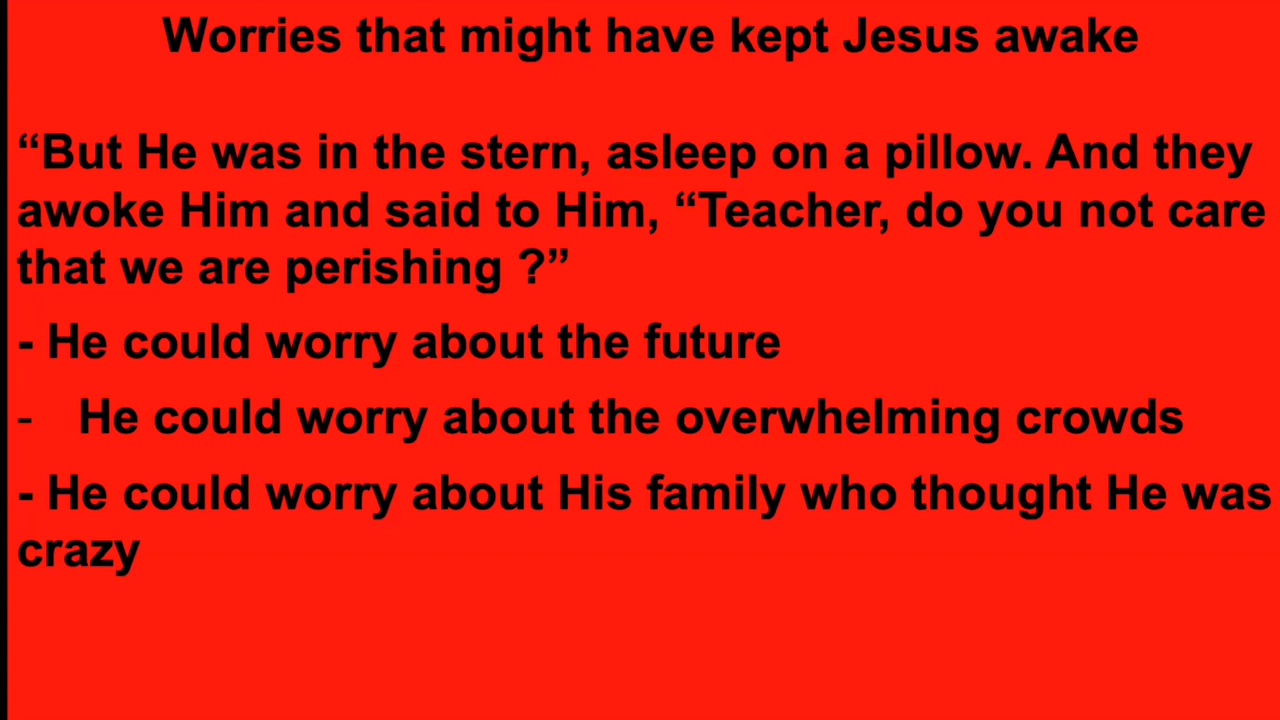 Worries that might have kept Jesus awake
“But He was in the stern, asleep on a pillow. And they
awoke Him and said to Him, “Teacher, do you not care
that we are perishing ?”
- He could worry about the future
- He could worry about the overwhelming crowds
- He could worry about His family who thought He was
crazy